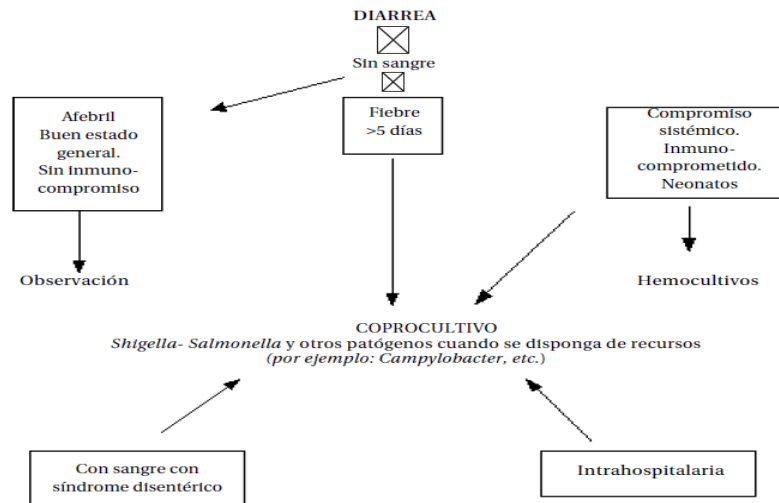 DIARREA
Sin sangre
Afebril
Buen estado
general.
Sin inmuno-
compromiso
Fiebre
>5 días
Compromiso
sistémico.
Inmuno-
comprometido.
Neonatos
Observación
Hemocultivos
COPROCULTIVO
Shigella- Salmonella y otros patógenos cuando se disponga de recursos
(por ejemplo: Campylobacter, etc.)
Con sangre con
síndrome disentérico
Intrahospitalaria